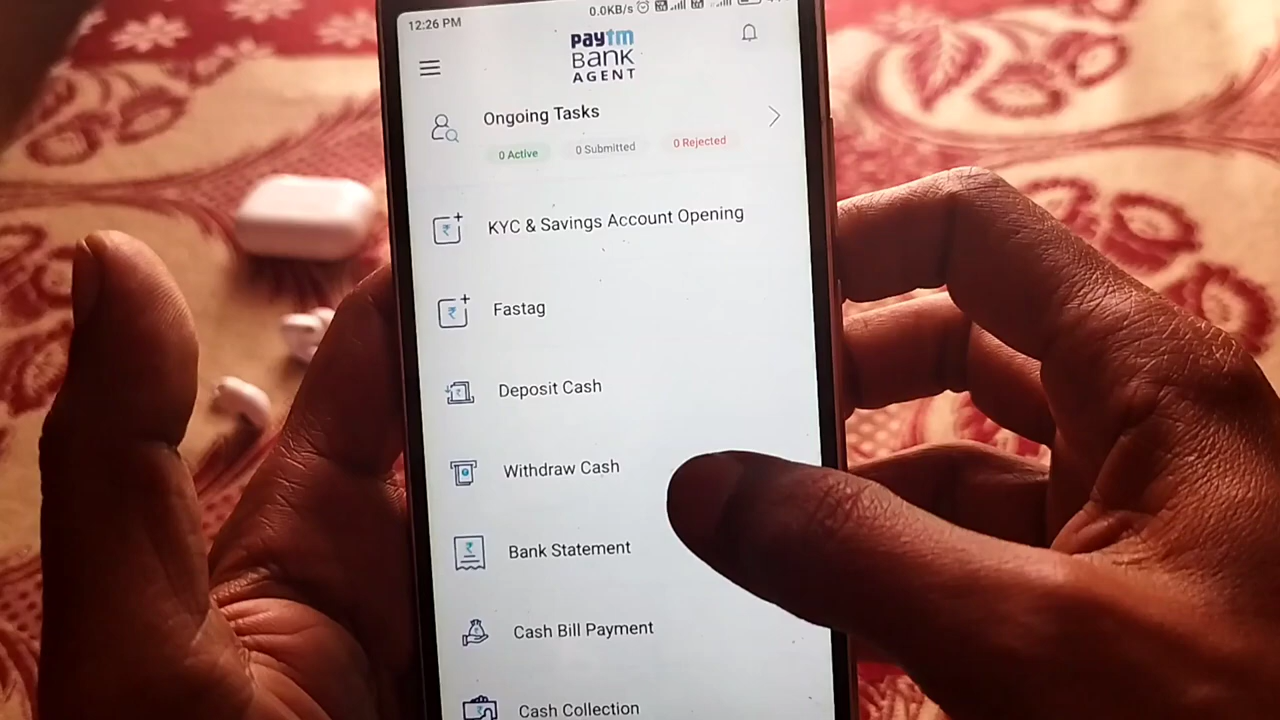 12:26 PM
0.0KB/s
paytm
Bank
AGENT
Ongoing Tasks
0 Active
0 Submitted
0 Rejected
KYC & Savings Account Opening
Fastag
Deposit Cash
Withdraw Cash
Bank Statement
Cash Bill Payment
Cash Collection